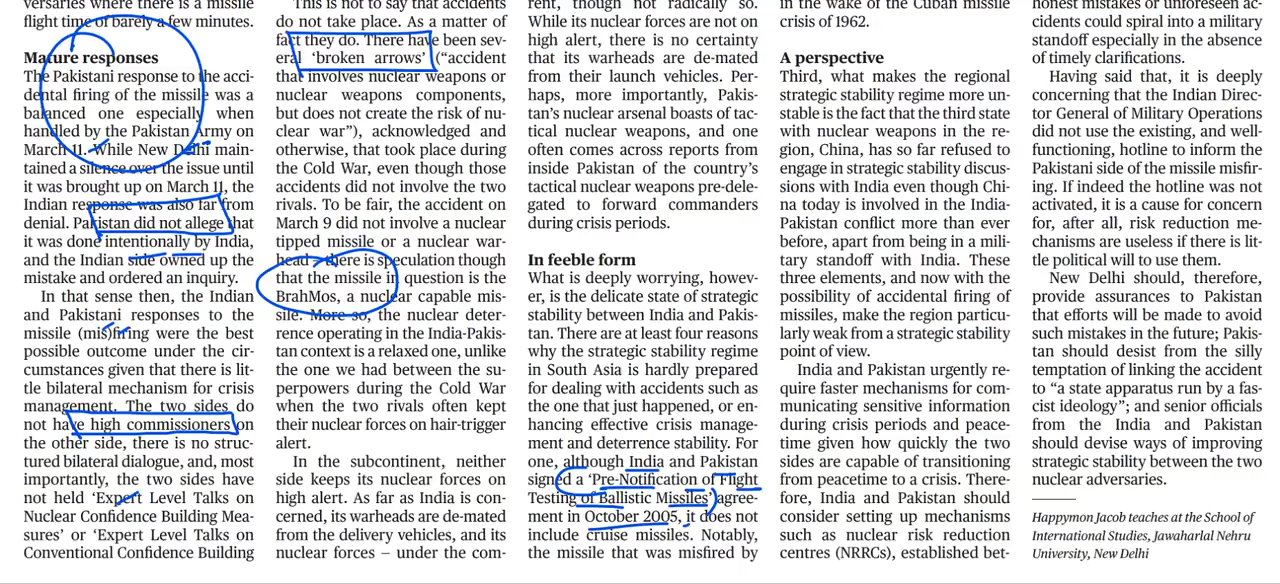 versaries where there is a missile
flight time of barely a few minutes.
Mature responses
The Pakistani response to the acci-
dental firing of the missile was a
balanced one especially when
handled by the Pakistan Army on
March 11. While New Delhi main-
tained a silence over the issue until
it was brought up on March 11, the
Indian response was also far from
denial. Pakistan did not allege that
it was done intentionally by India,
and the Indian side owned up the
mistake and ordered an inquiry.
In that sense then, the Indian
and Pakistani responses to the
missile (mis)firing were the best
possible outcome under the cir-
cumstances given that there is lit-
tle bilateral mechanism for crisis
management. The two sides do
not have high commissioners on
the other side, there is no struc-
tured bilateral dialogue, and, most
importantly, the two sides have
not held ‘Expert Level Talks on
Nuclear Confidence Building Mea-
sures’ or ‘Expert Level Talks on
Conventional Confidence Building
This is not to say that accidents
do not take place. As a matter of
fact they do. There have been sev-
eral ‘broken arrows’ (“accident
that involves nuclear weapons or
nuclear weapons components,
but does not create the risk of nu-
clear war”), acknowledged and
otherwise, that took place during
the Cold War, even though those
accidents did not involve the two
rivals. To be fair, the accident on
March 9 did not involve a nuclear
tipped missile or a nuclear war-
head – there is speculation though
that the missile in question is the
BrahMos, a nuclear capable mis-
sile. More so, the nuclear deter-
rence operating in the India-Pakis-
tan context is a relaxed one, unlike
the one we had between the su-
perpowers during the Cold War
when the two rivals often kept
their nuclear forces on hair-trigger
alert.
In the subcontinent, neither
side keeps its nuclear forces on
high alert. As far as India is con-
cerned, its warheads are de-mated
from the delivery vehicles, and its
nuclear forces – under the com-
rent, though not radically so.
While its nuclear forces are not on
high alert, there is no certainty
that its warheads are de-mated
from their launch vehicles. Per-
haps, more importantly, Pakis-
tan’s nuclear arsenal boasts of tac-
tical nuclear weapons, and one
often comes across reports from
inside Pakistan of the country’s
tactical nuclear weapons pre-dele-
gated to forward commanders
during crisis periods.
In feeble form
What is deeply worrying, howev-
er, is the delicate state of strategic
stability between India and Pakis-
tan. There are at least four reasons
why the strategic stability regime
in South Asia is hardly prepared
for dealing with accidents such as
the one that just happened, or en-
hancing effective crisis manage-
ment and deterrence stability. For
one, although India and Pakistan
signed a ‘Pre-Notification of Flight
Testing of Ballistic Missiles’ agree-
ment in October 2005, it does not
include cruise missiles. Notably,
the missile that was misfired by
in the wake of the Cuban missile
crisis of 1962.
A perspective
Third, what makes the regional
strategic stability regime more un-
stable is the fact that the third state
with nuclear weapons in the re-
gion, China, has so far refused to
engage in strategic stability discus-
sions with India even though Chi-
na today is involved in the India-
Pakistan conflict more than ever
before, apart from being in a mili-
tary standoff with India. These
three elements, and now with the
possibility of accidental firing of
missiles, make the region particu-
larly weak from a strategic stability
point of view.
India and Pakistan urgently re-
quire faster mechanisms for com-
municating sensitive information
during crisis periods and peace-
time given how quickly the two
sides are capable of transitioning
from peacetime to a crisis. There-
fore, India and Pakistan should
consider setting up mechanisms
such as nuclear risk reduction
centres (NRRCs), established bet-
honest mistakes or unforeseen ac-
cidents could spiral into a military
standoff especially in the absence
of timely clarifications.
Having said that, it is deeply
concerning that the Indian Direc-
tor General of Military Operations
did not use the existing, and well-
functioning, hotline to inform the
Pakistani side of the missile misfir-
ing. If indeed the hotline was not
activated, it is a cause for concern
for, after all, risk reduction me-
chanisms are useless if there is lit-
tle political will to use them.
New Delhi should, therefore,
provide assurances to Pakistan
that efforts will be made to avoid
such mistakes in the future; Pakis-
tan should desist from the silly
temptation of linking the accident
to “a state apparatus run by a fas-
cist ideology”; and senior officials
from the India and Pakistan
should devise ways of improving
strategic stability between the two
nuclear adversaries.
Happymon Jacob teaches at the School of
International Studies, Jawaharlal Nehru
University, New Delhi